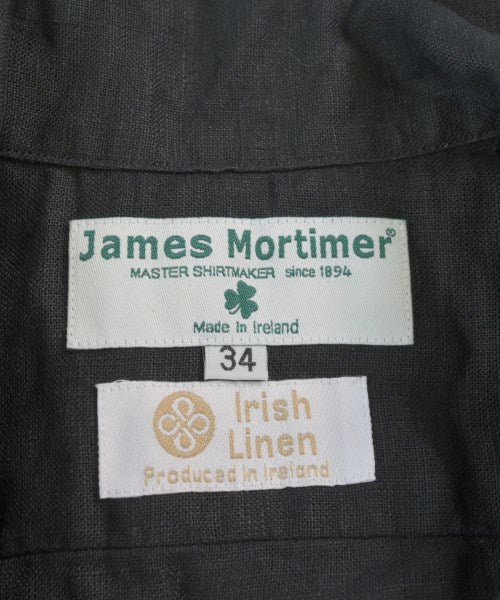 James Mortimer®
MASTER SHIRTMAKER since 1894
Made in Ireland
34
Irish
Linen
Produced in Ireland